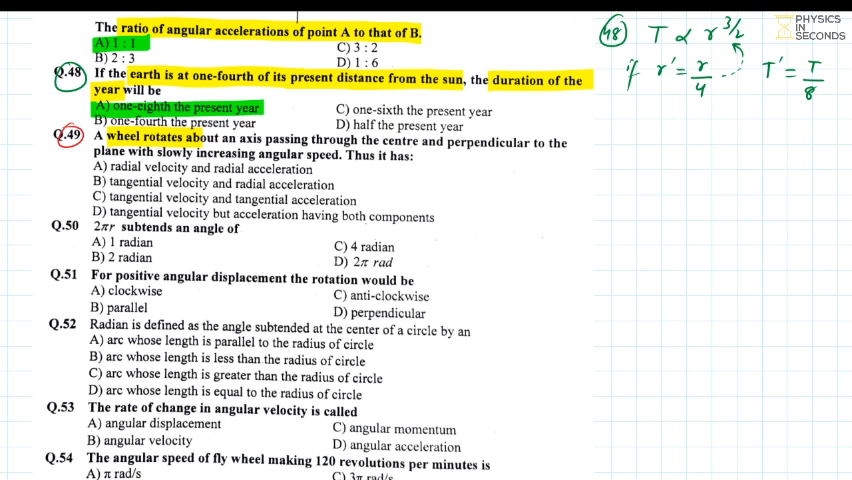 The ratio of angular accelerations of point A to that of B.
A) 1 : 1 C) 3 : 2
B) 2 : 3 D) 1 : 6
Q.48 If the earth is at one-fourth of its present distance from the sun, the duration of the
year will be
A) one-eighth the present year C) one-sixth the present year
B) one-fourth the present year D) half the present year
Q.49 A wheel rotates about an axis passing through the centre and perpendicular to the
plane with slowly increasing angular speed. Thus it has:
A) radial velocity and radial acceleration
B) tangential velocity and radial acceleration
C) tangential velocity and tangential acceleration
D) tangential velocity but acceleration having both components
Q.50 2πr subtends an angle of
A) 1 radian C) 4 radian
B) 2 radian D) 2π rad
Q.51 For positive angular displacement the rotation would be
A) clockwise C) anti-clockwise
B) parallel D) perpendicular
Q.52 Radian is defined as the angle subtended at the center of a circle by an
A) arc whose length is parallel to the radius of circle
B) arc whose length is less than the radius of circle
C) arc whose length is greater than the radius of circle
D) arc whose length is equal to the radius of circle
Q.53 The rate of change in angular velocity is called
A) angular displacement C) angular momentum
B) angular velocity D) angular acceleration
Q.54 The angular speed of fly wheel making 120 revolutions per minutes is
A) π rad/s C) 3π rad/s
48 T ∝ r^3/2
if r' = r/4 T' = T/8
PHYSICS
IN
SECONDS